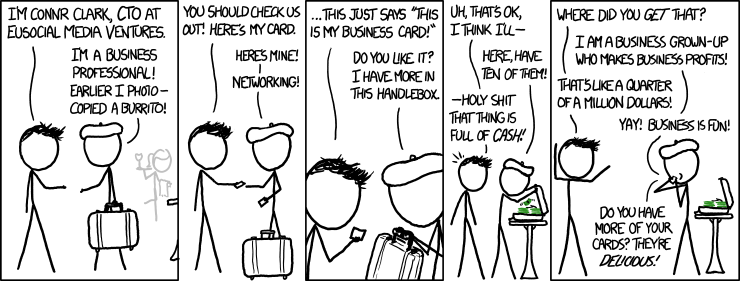 I'M CONNR CLARK, CTO AT
EUSOCIAL MEDIA VENTURES.
I'M A BUSINESS
PROFESSIONAL!
EARLIER I PHOTO-
COPIED A BURRITO!
YOU SHOULD CHECK US
OUT! HERE'S MY CARD.
HERE'S MINE!
NETWORKING!
...THIS JUST SAYS "THIS
IS MY BUSINESS CARD!"
DO YOU LIKE IT?
I HAVE MORE IN
THIS HANDLEBOX.
UH, THAT'S OK,
I THINK I'LL—
HERE, HAVE
TEN OF THEM!
—HOLY SHIT
THAT THING IS
FULL OF CASH!
WHERE DID YOU GET THAT?
I AM A BUSINESS GROWN-UP
WHO MAKES BUSINESS PROFITS!
THAT'S LIKE A QUARTER
OF A MILLION DOLLARS!
YAY! BUSINESS IS FUN!
DO YOU HAVE
MORE OF YOUR
CARDS? THEY'RE
DELICIOUS!